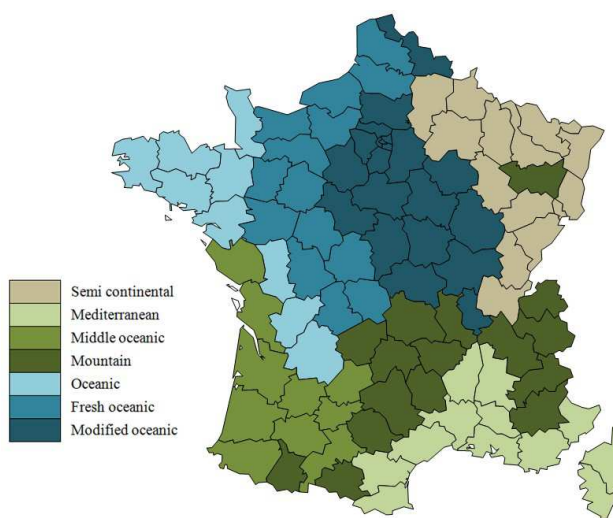 Semi continental
Mediterranean
Middle oceanic
Mountain
Oceanic
Fresh oceanic
Modified oceanic